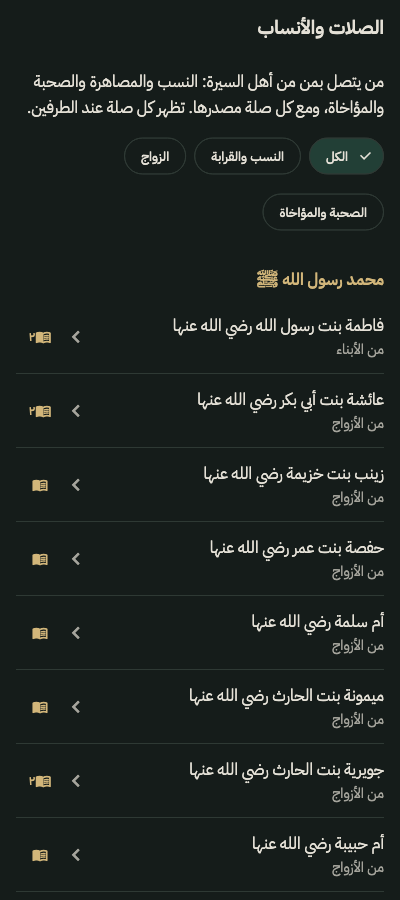 الصلات والأنساب
من يتصل بمن من أهل السيرة: النسب والمصاهرة والصحبة
والمؤاخاة، ومع كل صلة مصدرها. تظهر كل صلة عند الطرفين.
الكل
النسب والقرابة
الزواج
الصحبة والمؤاخاة
محمد رسول الله ﷺ
فاطمة بنت رسول الله رضي الله عنها
من الأبناء
٢
عائشة بنت أبي بكر رضي الله عنها
من الأزواج
٢
زينب بنت خزيمة رضي الله عنها
من الأزواج
حفصة بنت عمر رضي الله عنها
من الأزواج
أم سلمة رضي الله عنها
من الأزواج
ميمونة بنت الحارث رضي الله عنها
من الأزواج
جويرية بنت الحارث رضي الله عنها
من الأزواج
٢
أم حبيبة رضي الله عنها
من الأزواج